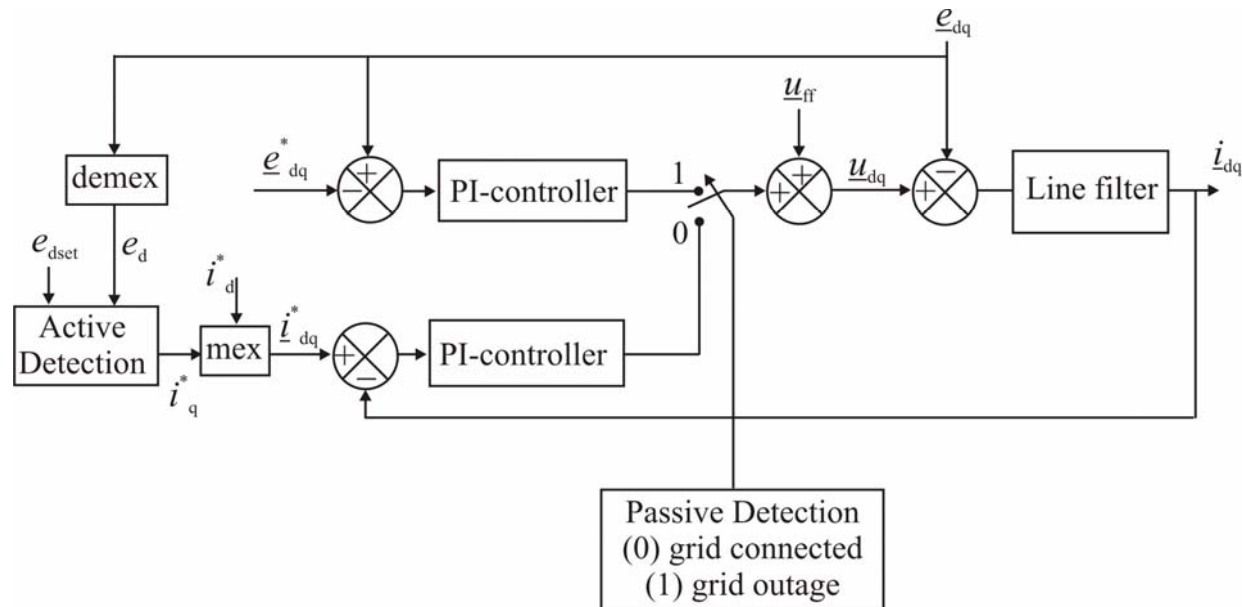 e_dq
u_ff
demex
e*_dq
+
−
PI-controller
1
0
+
+
u_dq
−
+
Line filter
i_dq
e_dset
e_d
i*_d
Active
Detection
mex
i*_dq
+
−
PI-controller
i*_q
Passive Detection
(0) grid connected
(1) grid outage